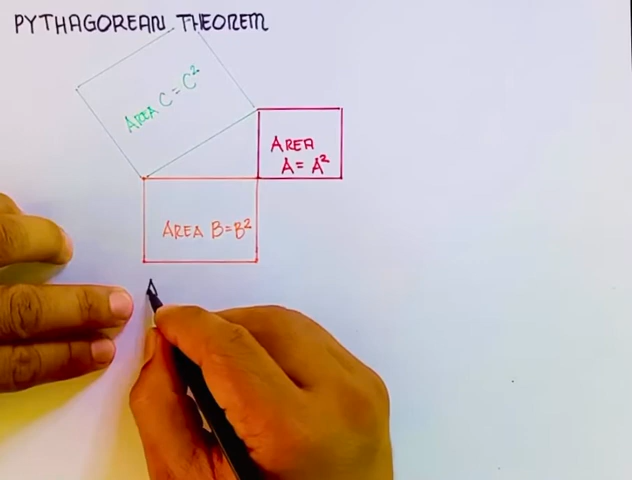 PYTHAGOREAN THEOREM
AREA C = C²
AREA
A = A²
AREA B = B²